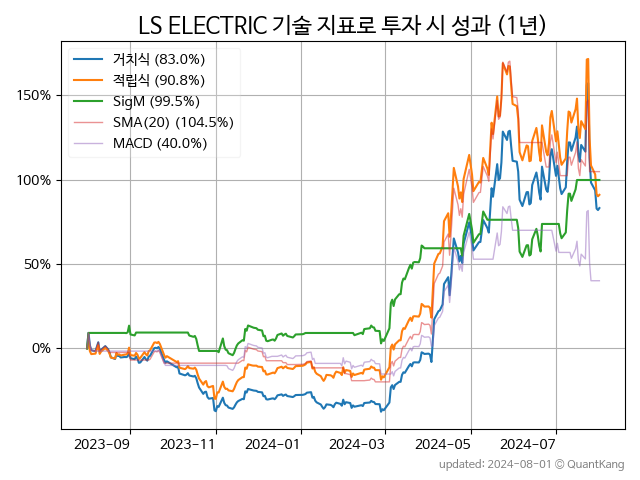 LS ELECTRIC 기술 지표로 투자 시 성과 (1년)
거치식 (83.0%)
적립식 (90.8%)
SigM (99.5%)
SMA(20) (104.5%)
MACD (40.0%)
150%
100%
50%
0%
2023-09 2023-11 2024-01 2024-03 2024-05 2024-07
updated: 2024-08-01 © QuantKang